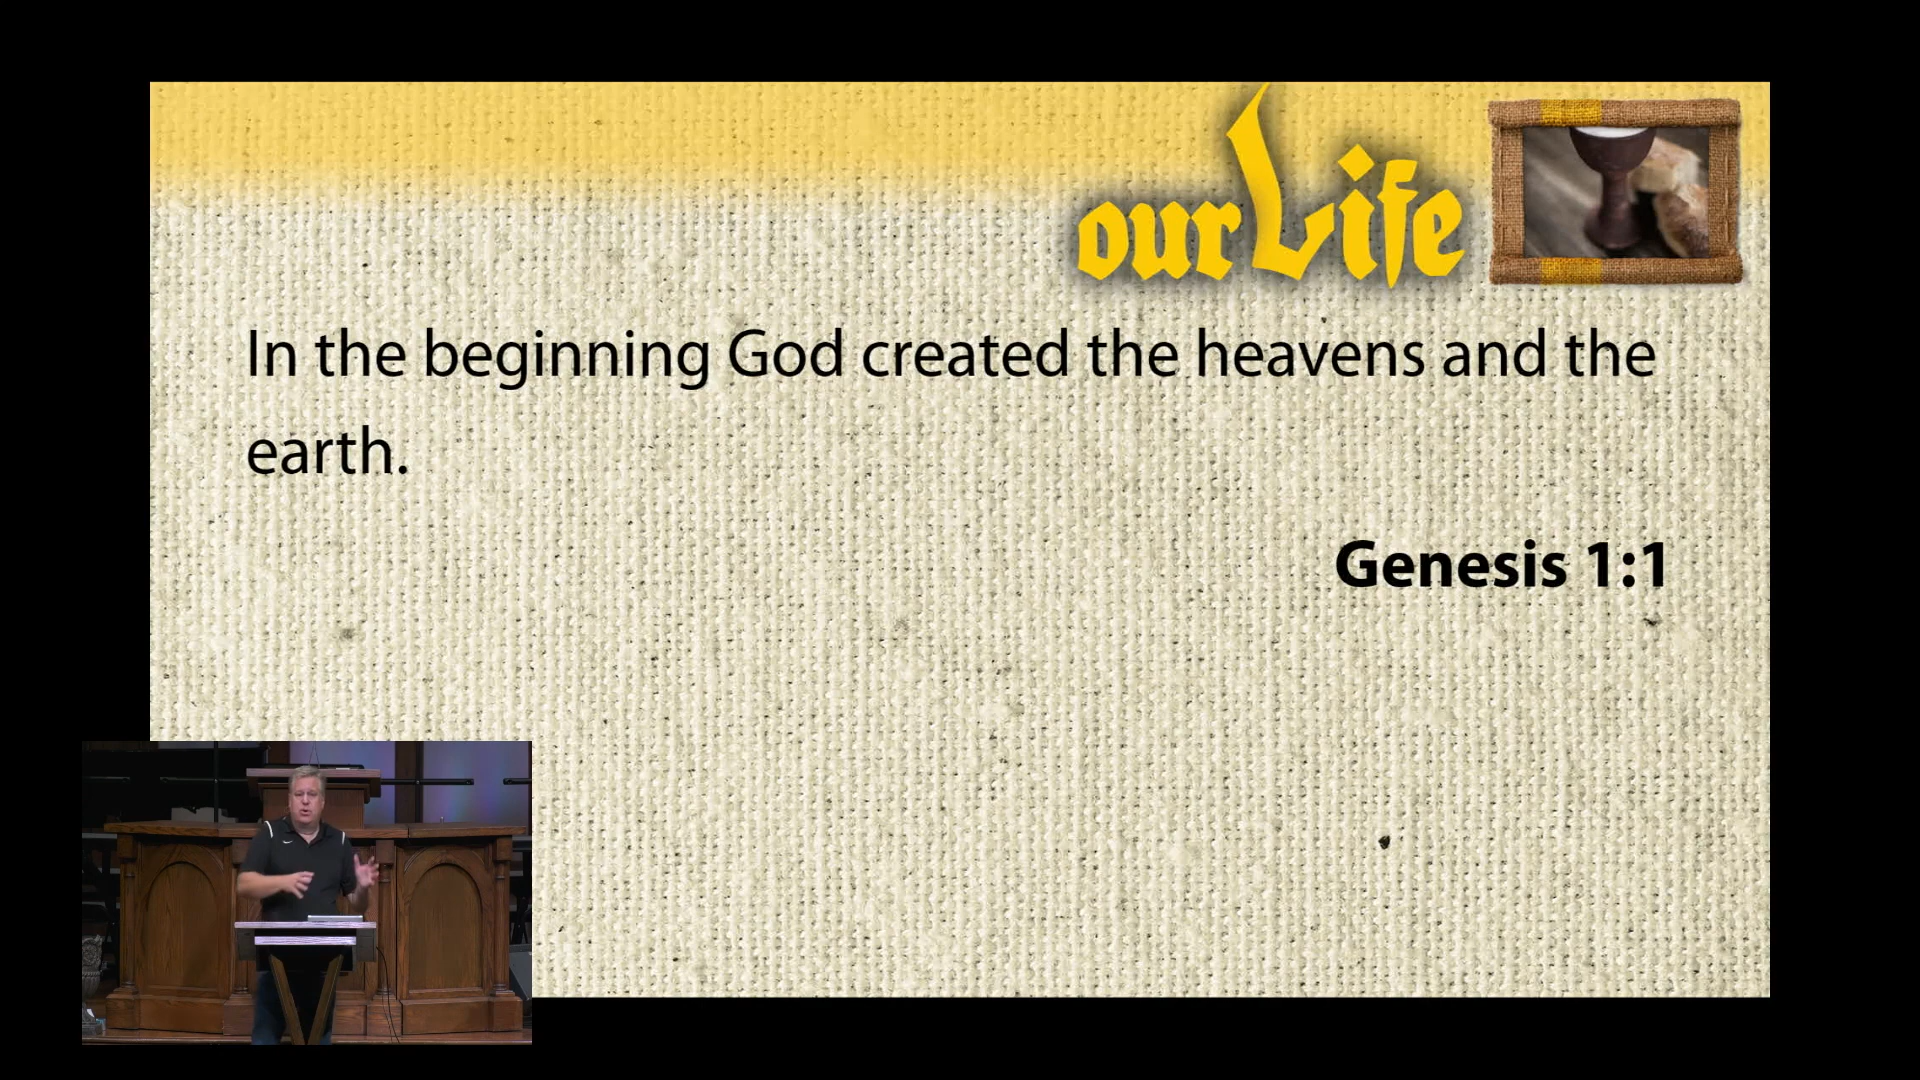 ourLife
In the beginning God created the heavens and the
earth.
Genesis 1:1